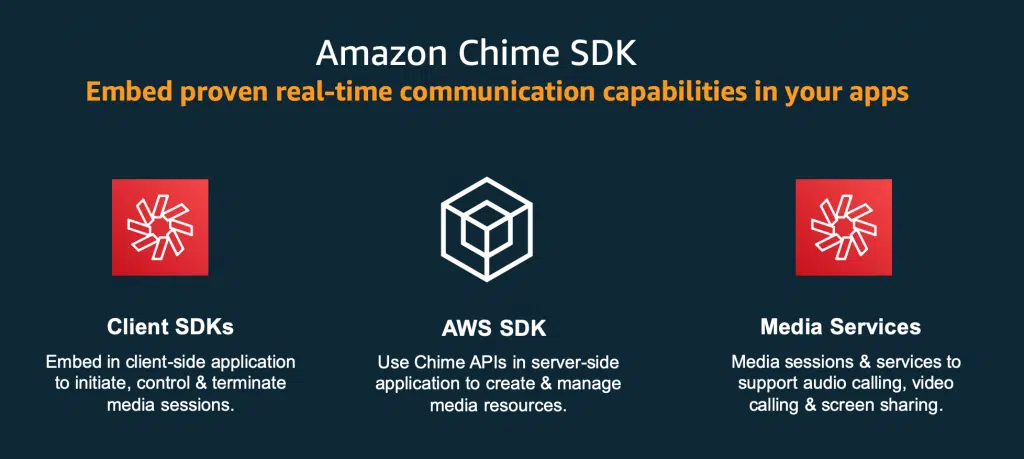 Amazon Chime SDK
Embed proven real-time communication capabilities in your apps
Client SDKs
Embed in client-side application
to initiate, control & terminate
media sessions.
AWS SDK
Use Chime APIs in server-side
application to create & manage
media resources.
Media Services
Media sessions & services to
support audio calling, video
calling & screen sharing.